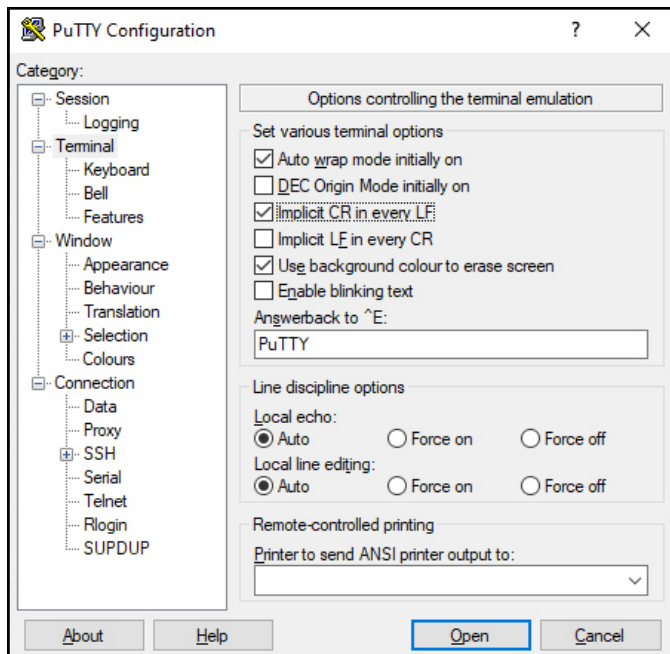 PuTTY Configuration
?
Category:
Session
Logging
Terminal
Keyboard
Bell
Features
Window
Appearance
Behaviour
Translation
Selection
Colours
Connection
Data
Proxy
SSH
Serial
Telnet
Rlogin
SUPDUP
Options controlling the terminal emulation
Set various terminal options
Auto wrap mode initially on
DEC Origin Mode initially on
Implicit CR in every LF
Implicit LF in every CR
Use background colour to erase screen
Enable blinking text
Answerback to ^E:
PuTTY
Line discipline options
Local echo:
Auto Force on Force off
Local line editing:
Auto Force on Force off
Remote-controlled printing
Printer to send ANSI printer output to:
About Help Open Cancel